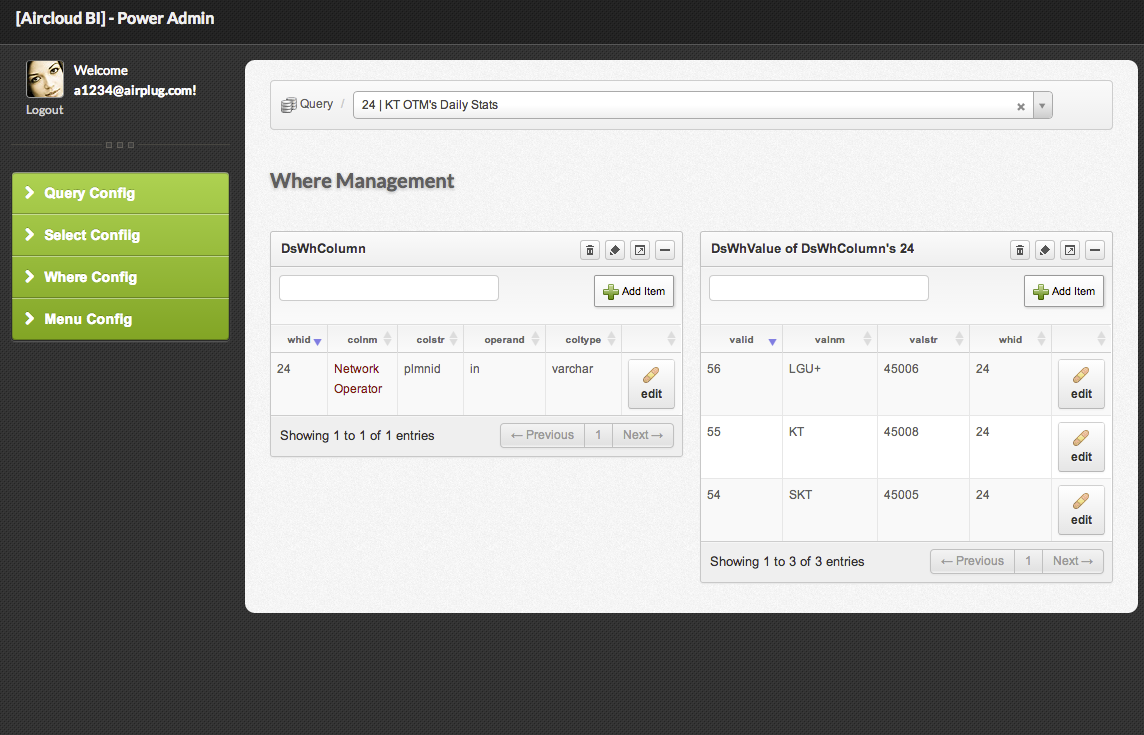 [Aircloud BI] - Power Admin
Welcome
a1234@airplug.com!
Logout
Query Config
Select Config
Where Config
Menu Config
Query / 24 | KT OTM's Daily Stats
Where Management
DsWhColumn
Add Item
whid colnm colstr operand coltype
24 Network Operator plmnid in varchar edit
Showing 1 to 1 of 1 entries
← Previous 1 Next →
DsWhValue of DsWhColumn's 24
Add Item
valid valnm valstr whid
56 LGU+ 45006 24 edit
55 KT 45008 24 edit
54 SKT 45005 24 edit
Showing 1 to 3 of 3 entries
← Previous 1 Next →